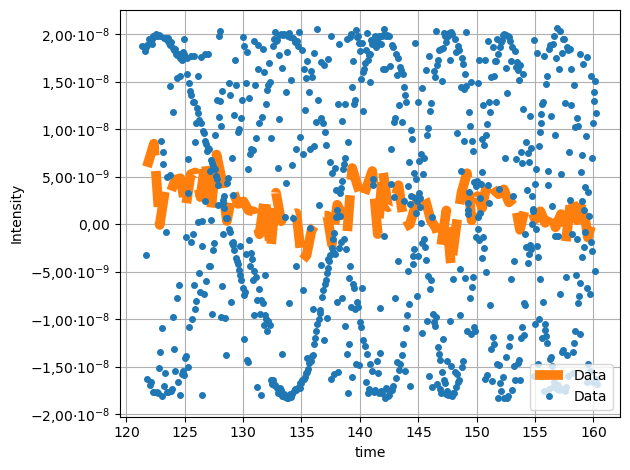 Intensity
2,00·10⁻⁸
1,50·10⁻⁸
1,00·10⁻⁸
5,00·10⁻⁹
0,00
−5,00·10⁻⁹
−1,00·10⁻⁸
−1,50·10⁻⁸
−2,00·10⁻⁸
120 125 130 135 140 145 150 155 160
time
Data
Data